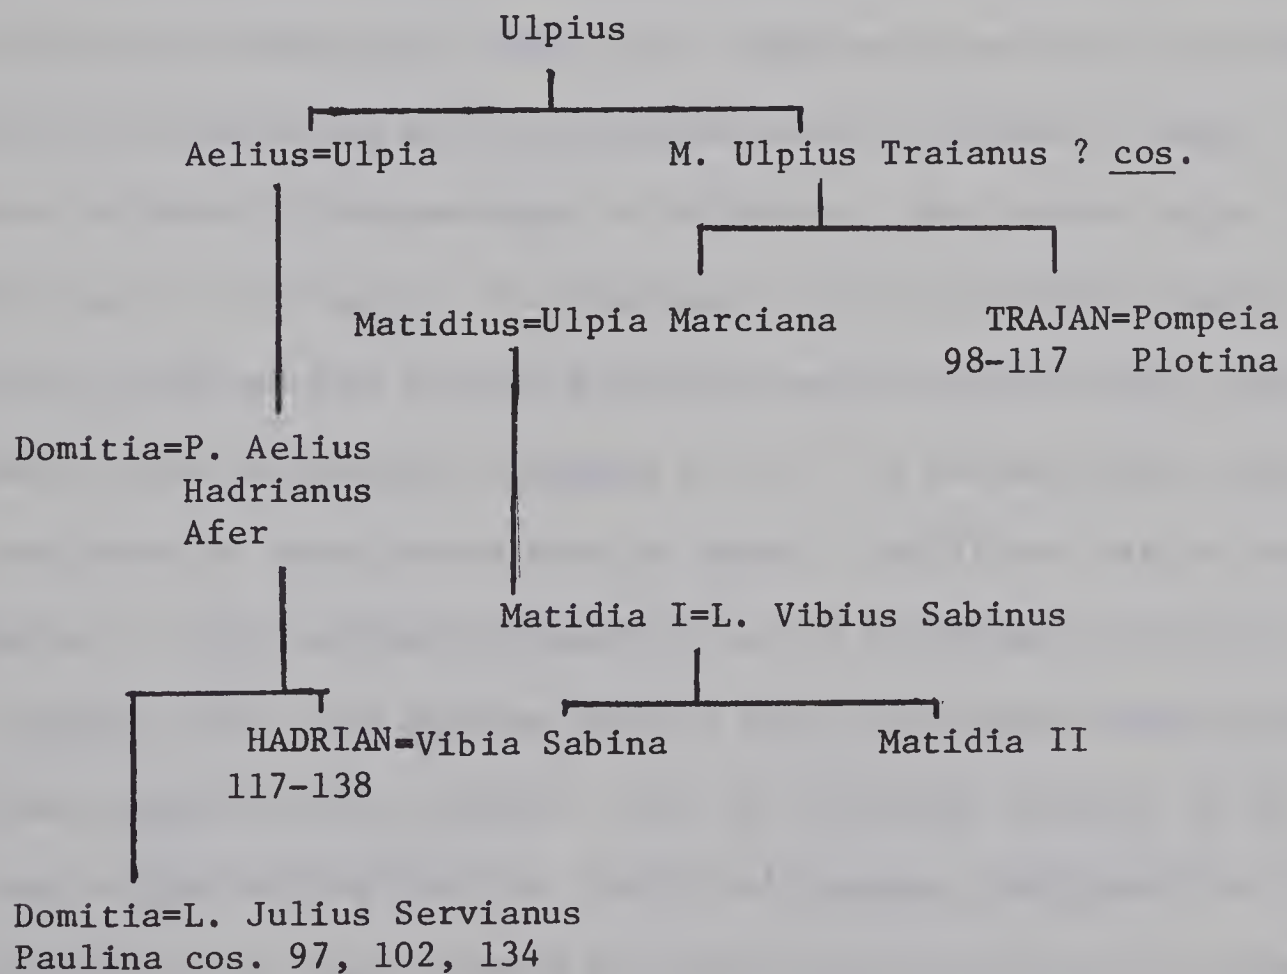 Ulpius
Aelius=Ulpia
M. Ulpius Traianus ? cos.
Matidius=Ulpia Marciana
TRAJAN=Pompeia
98-117 Plotina
Domitia=P. Aelius
Hadrianus
Afer
Matidia I=L. Vibius Sabinus
HADRIAN=Vibia Sabina
117-138
Matidia II
Domitia=L. Julius Servianus
Paulina cos. 97, 102, 134